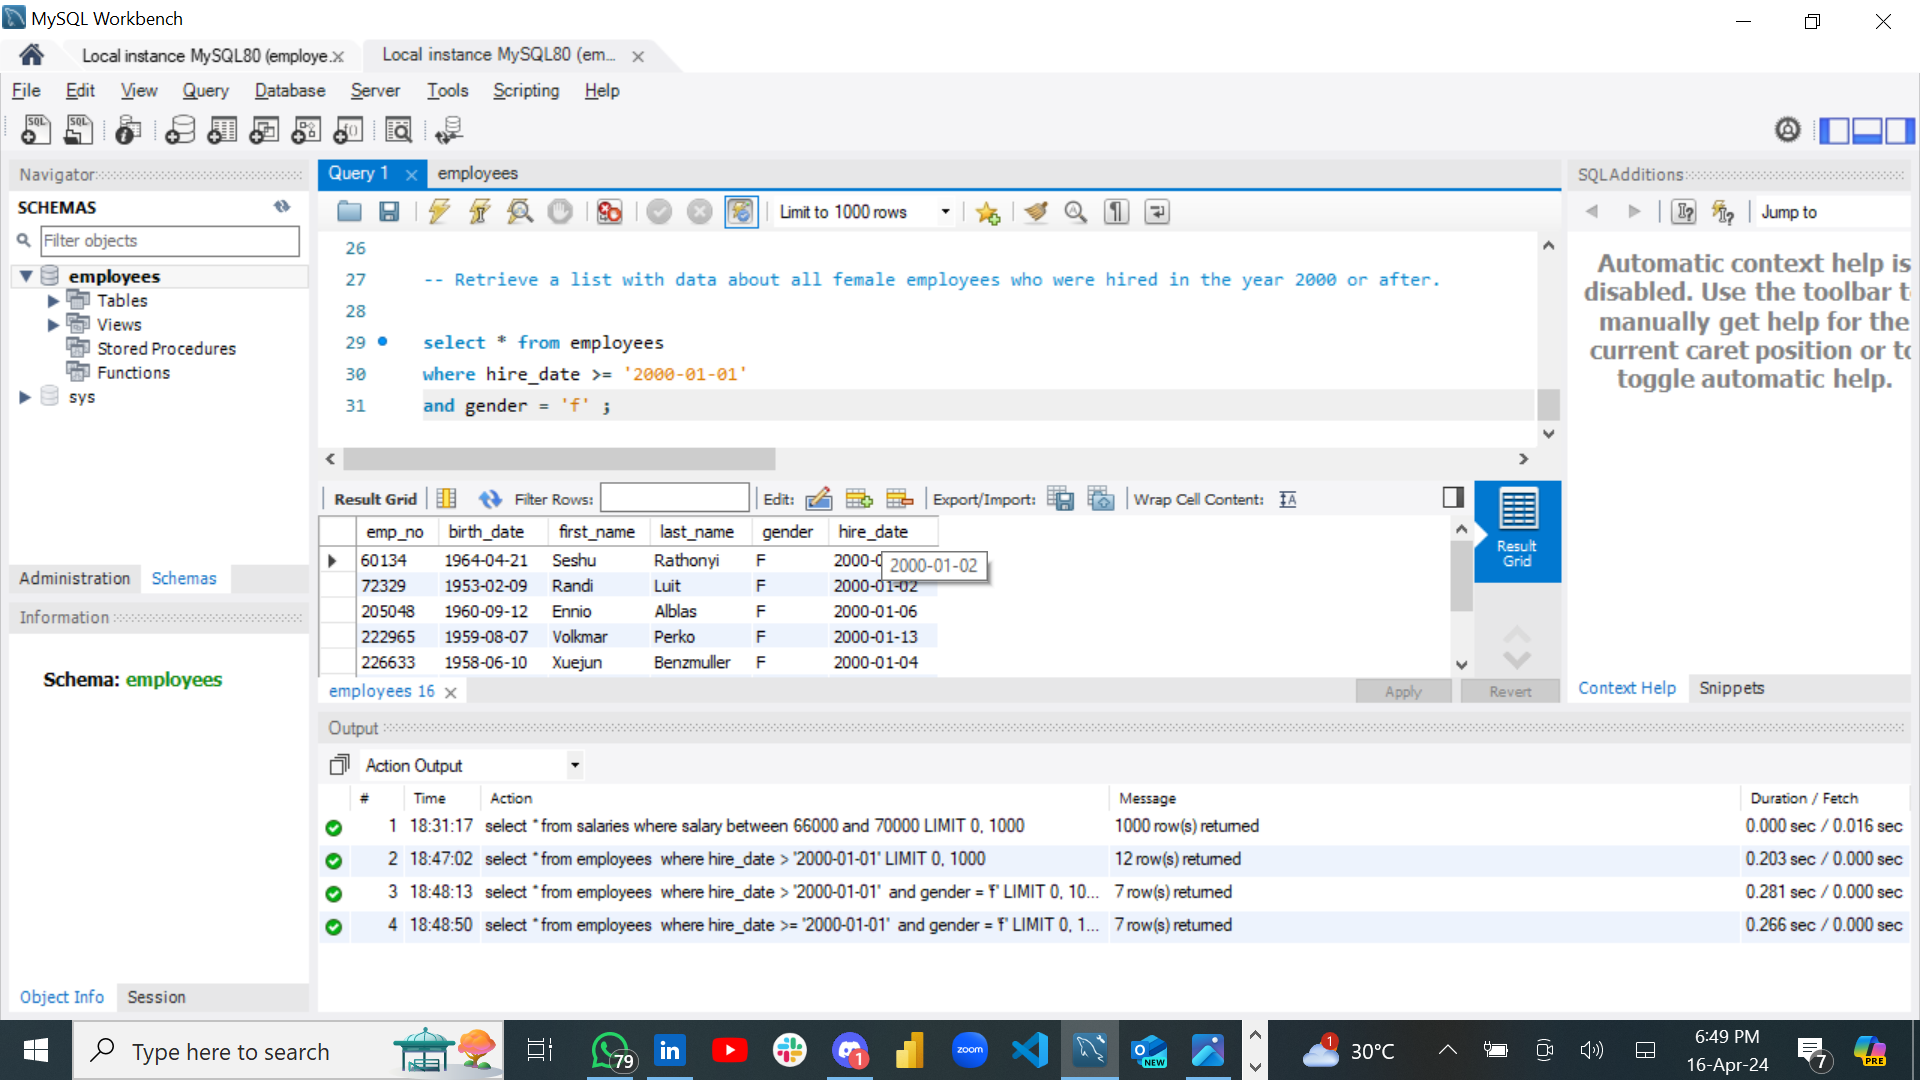 MySQL Workbench
Local instance MySQL80 (employe.
Local instance MySQL80 (em...
File Edit View Query Database Server Tools Scripting Help
Navigator
SCHEMAS
Filter objects
employees
Tables
Views
Stored Procedures
Functions
sys
Administration Schemas
Information
Schema: employees
Object Info Session
Query 1 employees
Limit to 1000 rows
26
27 -- Retrieve a list with data about all female employees who were hired in the year 2000 or after.
28
29 select * from employees
30 where hire_date >= '2000-01-01'
31 and gender = 'f' ;
Result Grid Filter Rows: Edit: Export/Import: Wrap Cell Content:
emp_no birth_date first_name last_name gender hire_date
60134 1964-04-21 Seshu Rathonyi F 2000-0
2000-01-02
72329 1953-02-09 Randi Luit F 2000-01-02
205048 1960-09-12 Ennio Alblas F 2000-01-06
222965 1959-08-07 Volkmar Perko F 2000-01-13
226633 1958-06-10 Xuejun Benzmuller F 2000-01-04
Result
Grid
employees 16
Apply Revert
SQLAdditions
Jump to
Automatic context help is
disabled. Use the toolbar t
manually get help for the
current caret position or to
toggle automatic help.
Context Help Snippets
Output
Action Output
# Time Action Message Duration / Fetch
1 18:31:17 select * from salaries where salary between 66000 and 70000 LIMIT 0, 1000 1000 row(s) returned 0.000 sec / 0.016 sec
2 18:47:02 select * from employees where hire_date > '2000-01-01' LIMIT 0, 1000 12 row(s) returned 0.203 sec / 0.000 sec
3 18:48:13 select * from employees where hire_date > '2000-01-01' and gender = 'f' LIMIT 0, 10... 7 row(s) returned 0.281 sec / 0.000 sec
4 18:48:50 select * from employees where hire_date >= '2000-01-01' and gender = 'f' LIMIT 0, 1... 7 row(s) returned 0.266 sec / 0.000 sec
Type here to search
79
in
1
zoom
NEW
1
30°C
6:49 PM
16-Apr-24
7
PRE